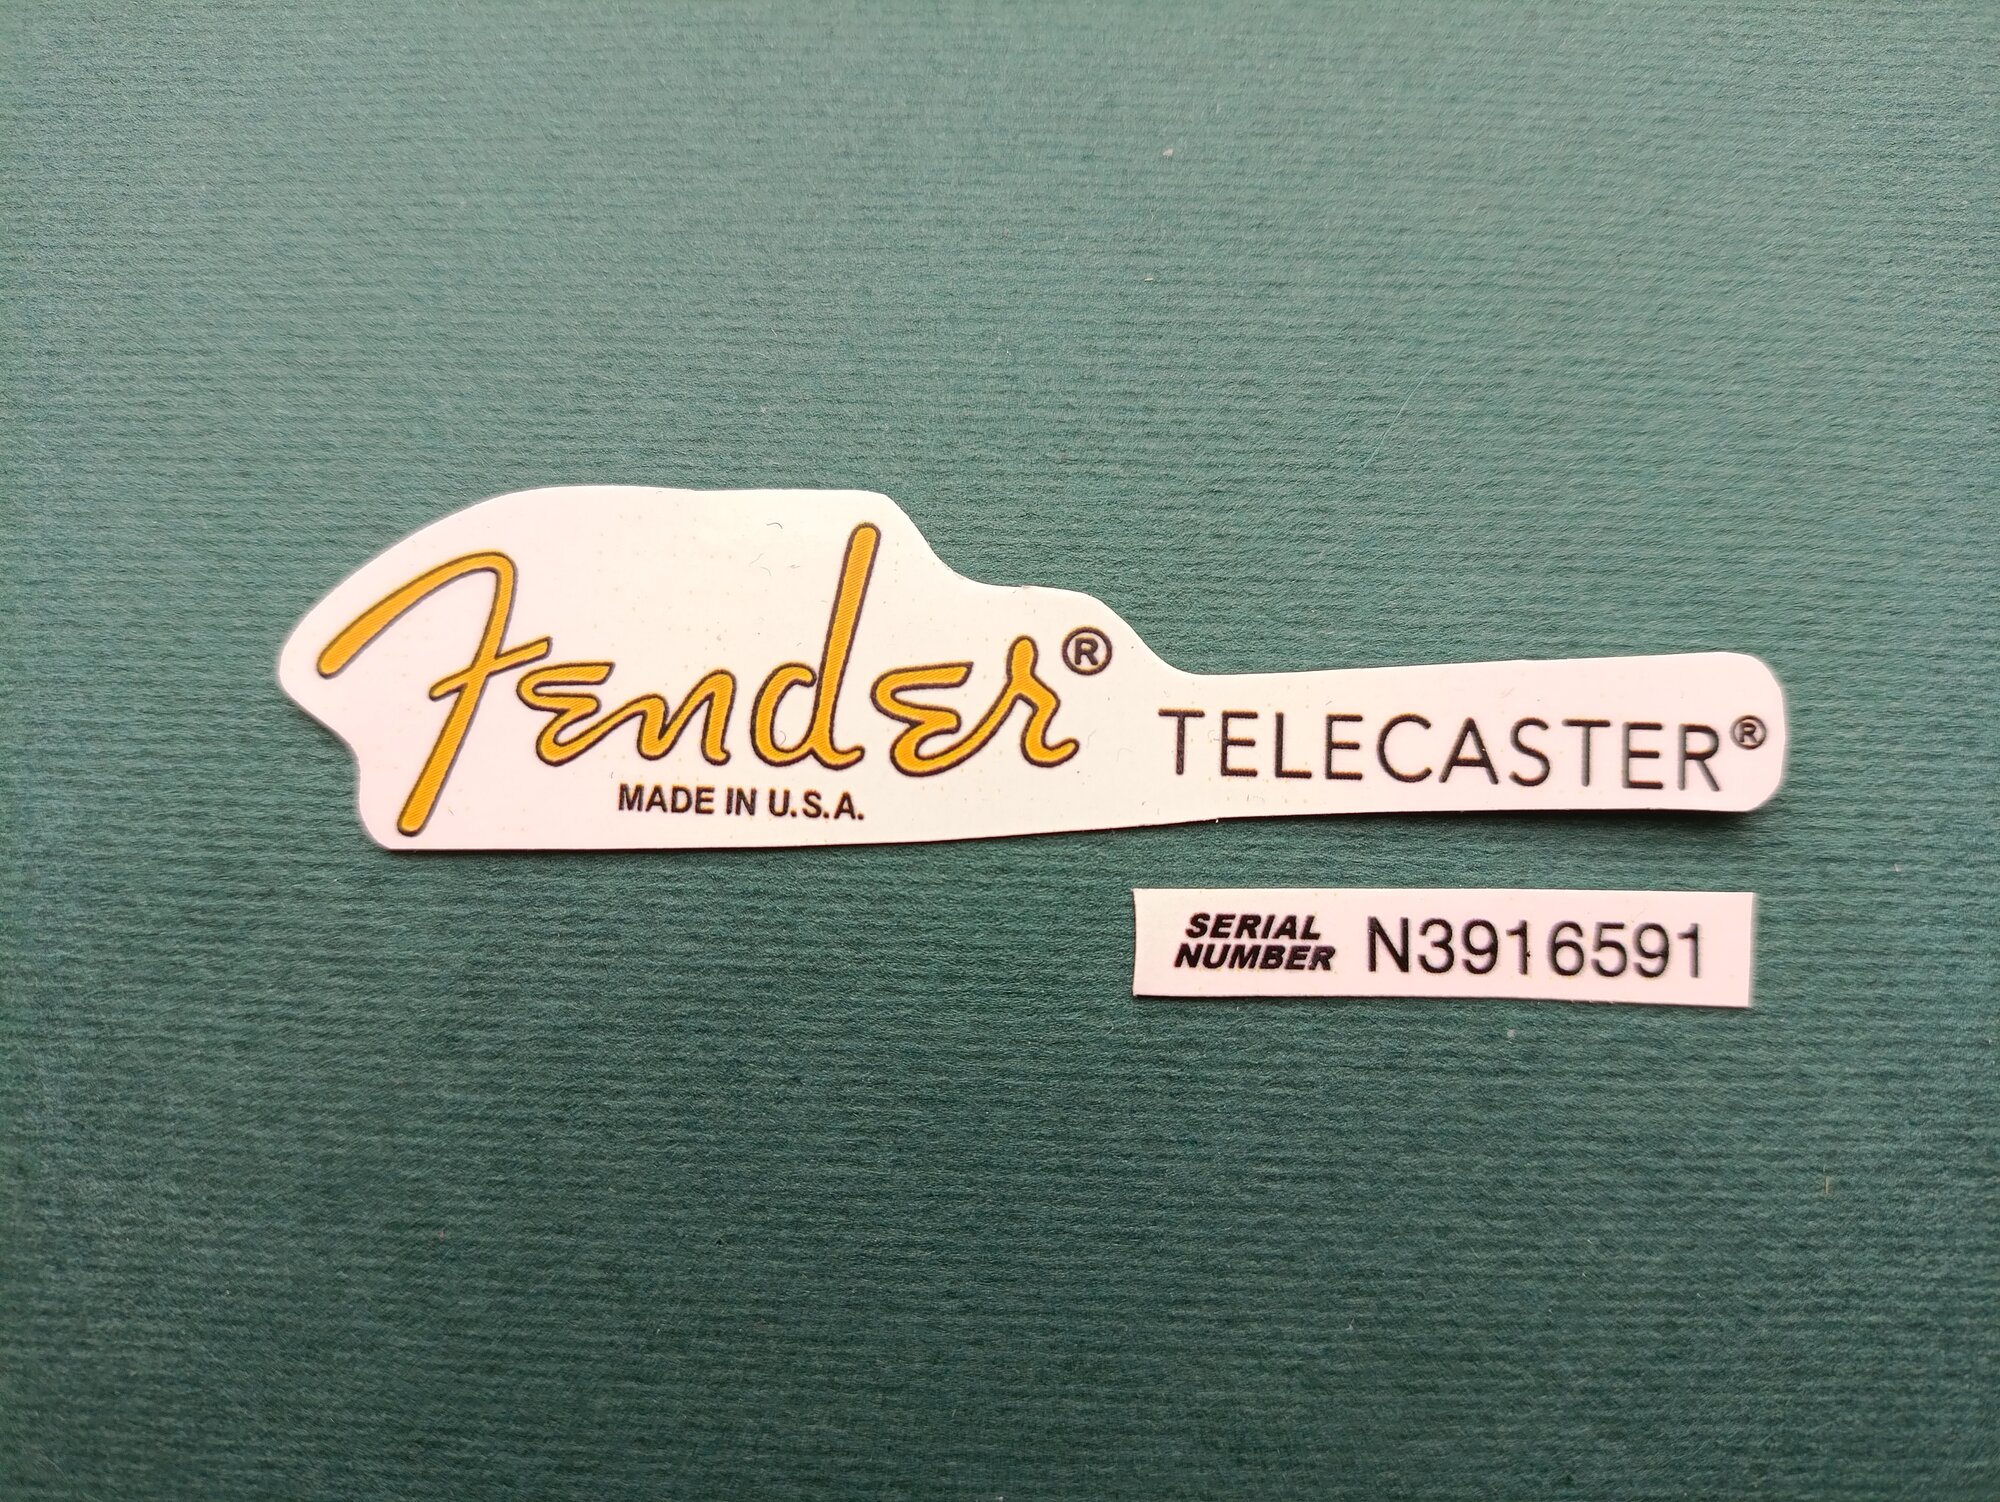 Fender® TELECASTER®
MADE IN U.S.A.
SERIAL
NUMBER N3916591